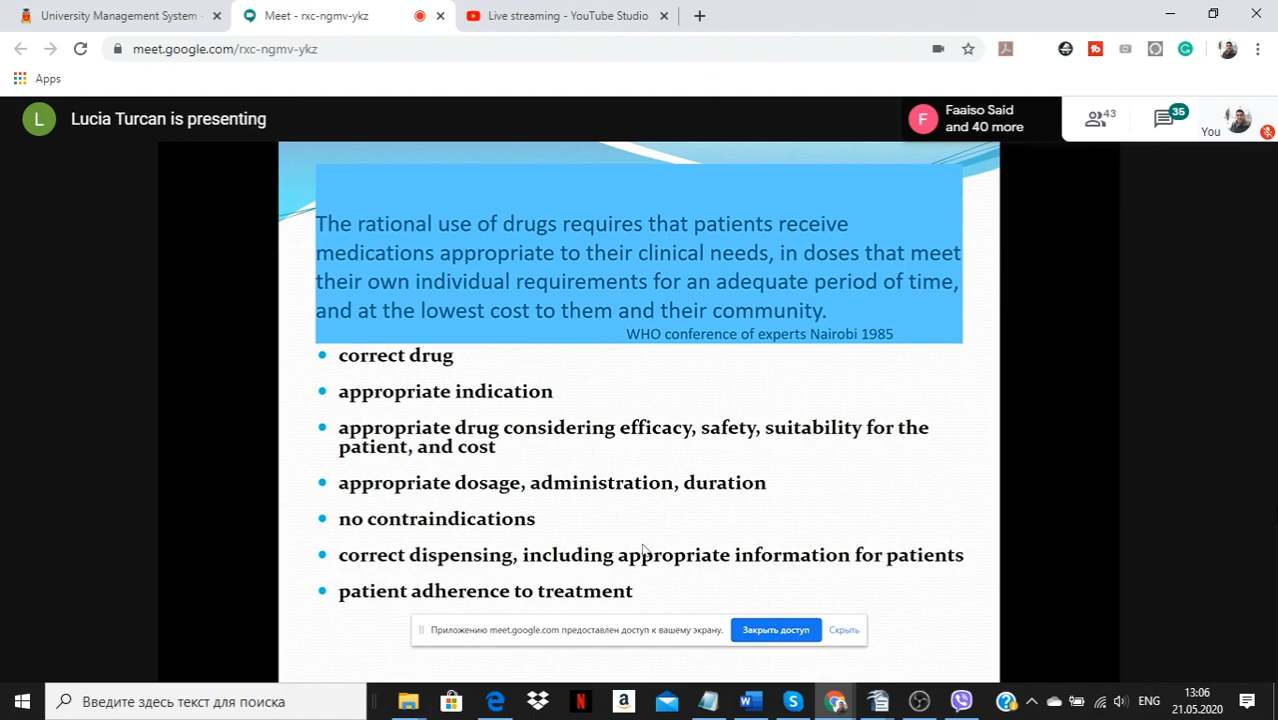 University Management System -
Meet - rxc-ngmv-ykz
Live streaming - YouTube Studio
meet.google.com/rxc-ngmv-ykz
Apps
L
Lucia Turcan is presenting
F
Faaiso Said
and 40 more
43
35
You
The rational use of drugs requires that patients receive
medications appropriate to their clinical needs, in doses that meet
their own individual requirements for an adequate period of time,
and at the lowest cost to them and their community.
WHO conference of experts Nairobi 1985
• correct drug
• appropriate indication
• appropriate drug considering efficacy, safety, suitability for the
patient, and cost
• appropriate dosage, administration, duration
• no contraindications
• correct dispensing, including appropriate information for patients
• patient adherence to treatment
Приложению meet.google.com предоставлен доступ к вашему экрану.
Закрыть доступ
Скрыть
Введите здесь текст для поиска
ENG
13:06
21.05.2020